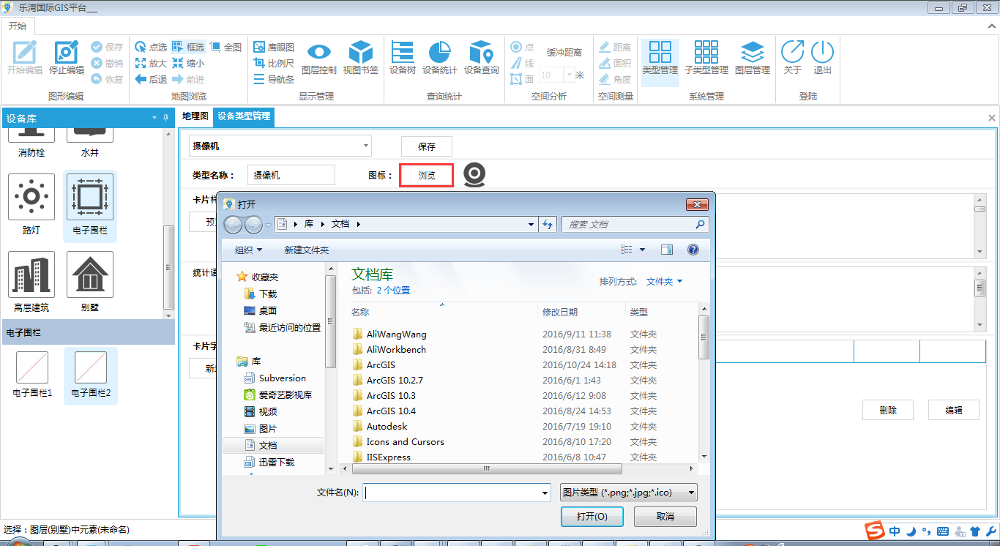 乐湾国际GIS平台___
开始
开始编辑 停止编辑 保存 撤销 恢复
图形编辑
点选 框选 全图
放大 缩小
后退 前进
地图浏览
鹰眼图
比例尺
导航条
图层控制 视图书签
显示管理
设备树 设备统计 设备查询
查询统计
点
线
面
缓冲距离
10 米
空间分析
距离
面积
角度
空间测量
类型管理 子类型管理 图层管理
系统管理
关于 退出
登陆
设备库
消防栓 水井
路灯 电子围栏
高层建筑 别墅
电子围栏
电子围栏1 电子围栏2
地理图 设备类型管理
摄像机 保存
类型名称： 摄像机 图标： 浏览
卡片
预
统计
卡片字
新
删除 编辑
打开
库 文档 搜索 文档
组织 新建文件夹
收藏夹
下载
桌面
最近访问的位置
库
Subversion
爱奇艺影视库
视频
图片
文档
迅雷下载
文档库
包括: 2 个位置
排列方式: 文件夹
名称 修改日期 类型
AliWangWang 2016/9/11 11:38 文件夹
AliWorkbench 2016/8/31 8:49 文件夹
ArcGIS 2016/10/24 14:18 文件夹
ArcGIS 10.2.7 2016/6/1 1:43 文件夹
ArcGIS 10.3 2016/6/12 9:08 文件夹
ArcGIS 10.4 2016/8/24 14:53 文件夹
Autodesk 2016/7/19 19:10 文件夹
Icons and Cursors 2016/8/10 17:20 文件夹
IISExpress 2016/6/8 10:47 文件夹
文件名(N): 图片类型 (*.png;*.jpg;*.ico)
打开(O) 取消
选择：图层(别墅)中元素(未命名)
S 中